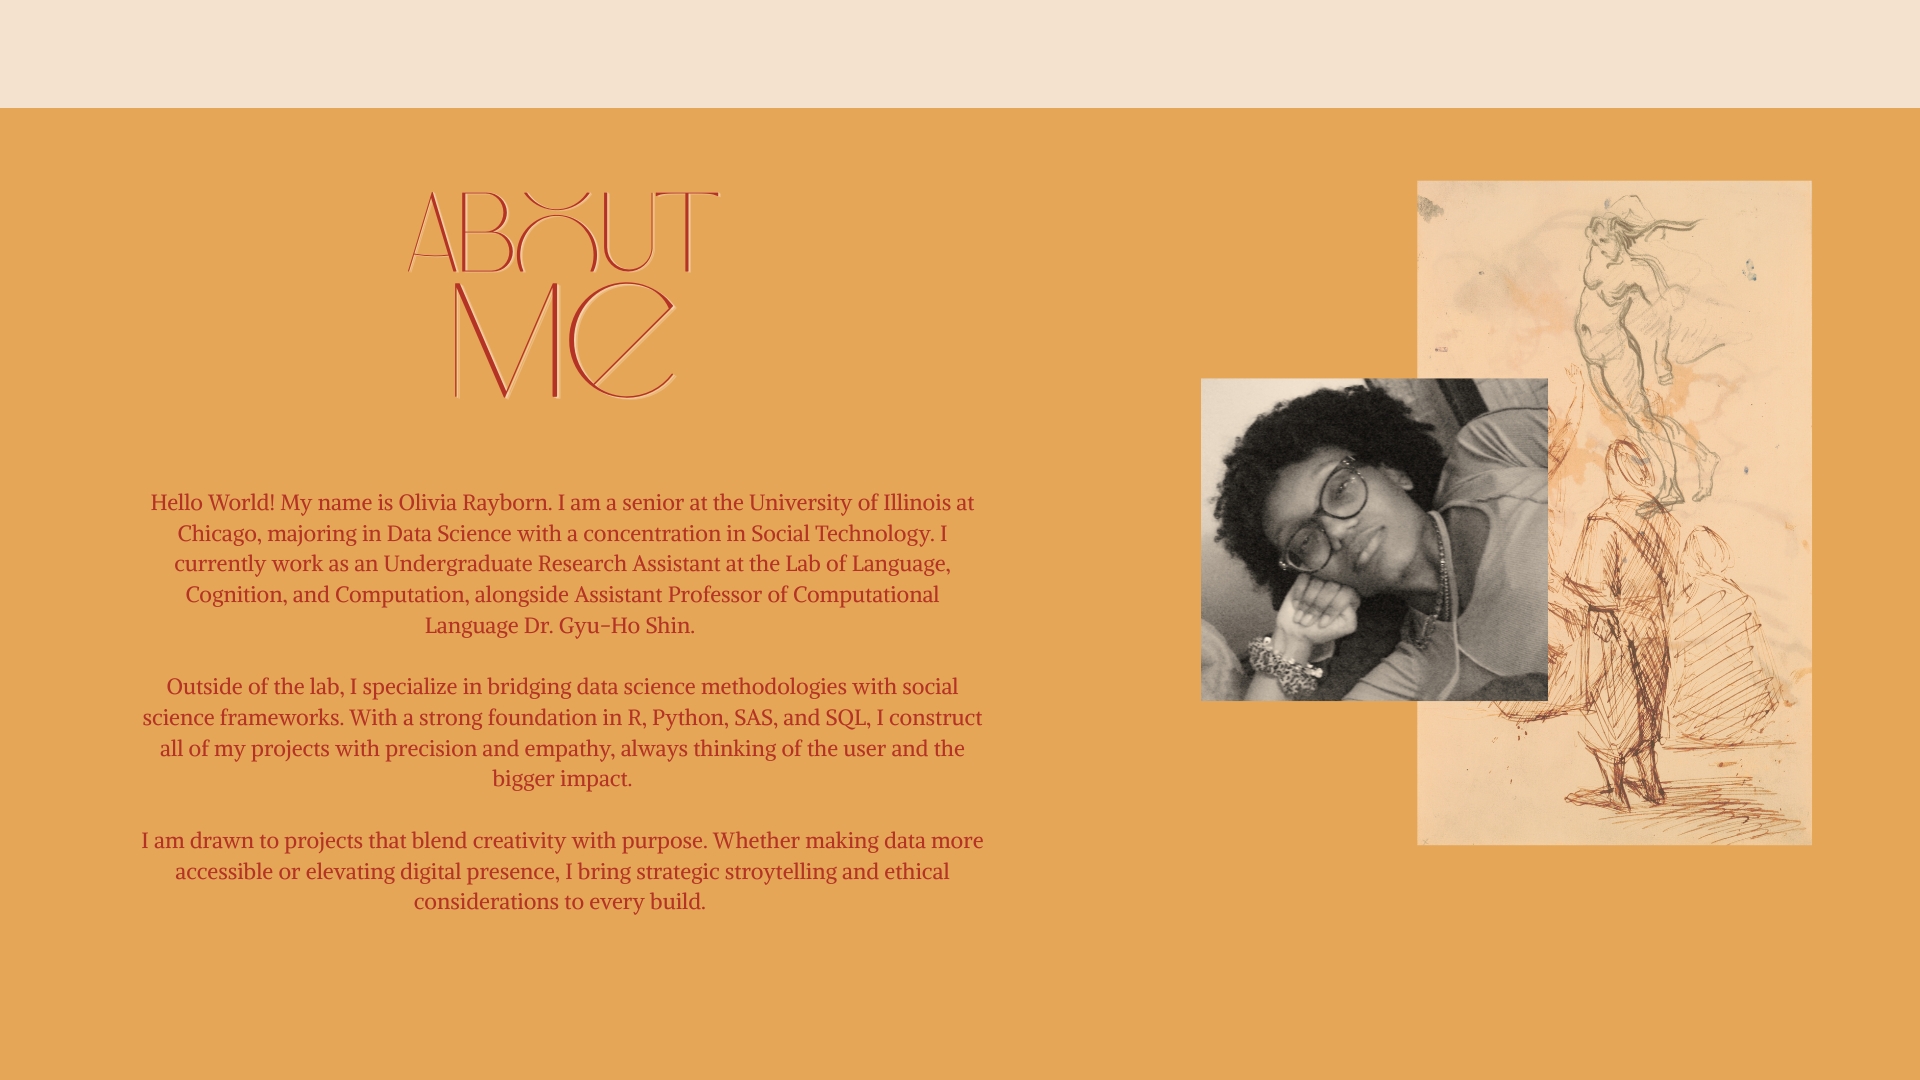 ABOUT
Me
Hello World! My name is Olivia Rayborn. I am a senior at the University of Illinois at
Chicago, majoring in Data Science with a concentration in Social Technology. I
currently work as an Undergraduate Research Assistant at the Lab of Language,
Cognition, and Computation, alongside Assistant Professor of Computational
Language Dr. Gyu-Ho Shin.
Outside of the lab, I specialize in bridging data science methodologies with social
science frameworks. With a strong foundation in R, Python, SAS, and SQL, I construct
all of my projects with precision and empathy, always thinking of the user and the
bigger impact.
I am drawn to projects that blend creativity with purpose. Whether making data more
accessible or elevating digital presence, I bring strategic stroytelling and ethical
considerations to every build.